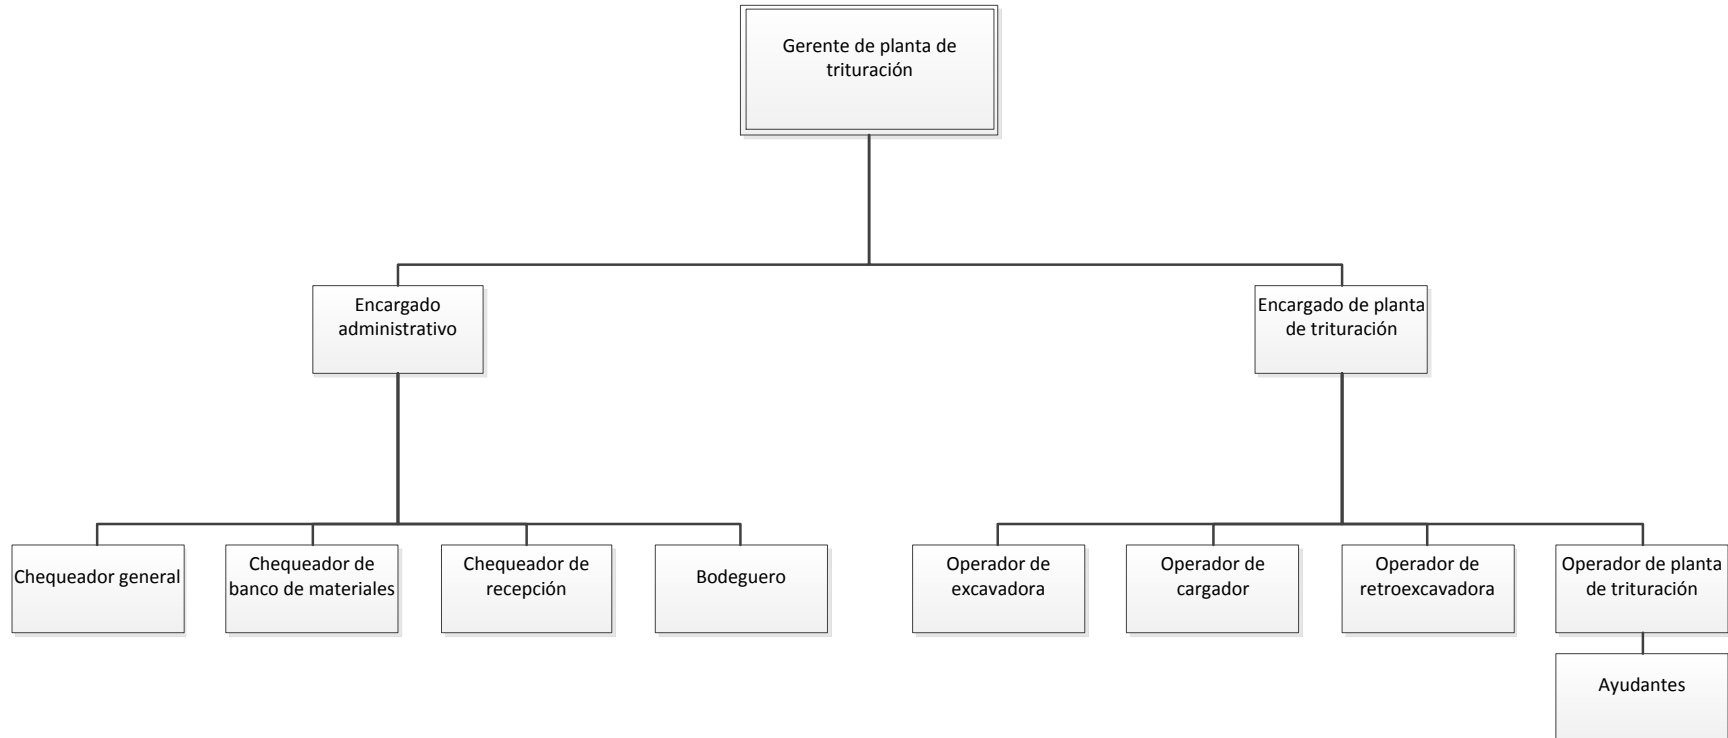 Gerente de planta de
trituración
Encargado
administrativo
Encargado de planta
de trituración
Chequeador general
Chequeador de
banco de materiales
Chequeador de
recepción
Bodeguero
Operador de
excavadora
Operador de
cargador
Operador de
retroexcavadora
Operador de planta
de trituración
Ayudantes